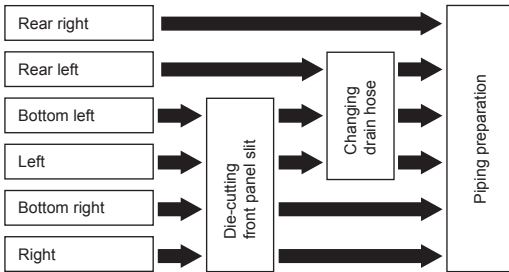 Rear right
Rear left
Bottom left
Left
Bottom right
Right
Die-cutting
front panel slit
Changing
drain hose
Piping preparation